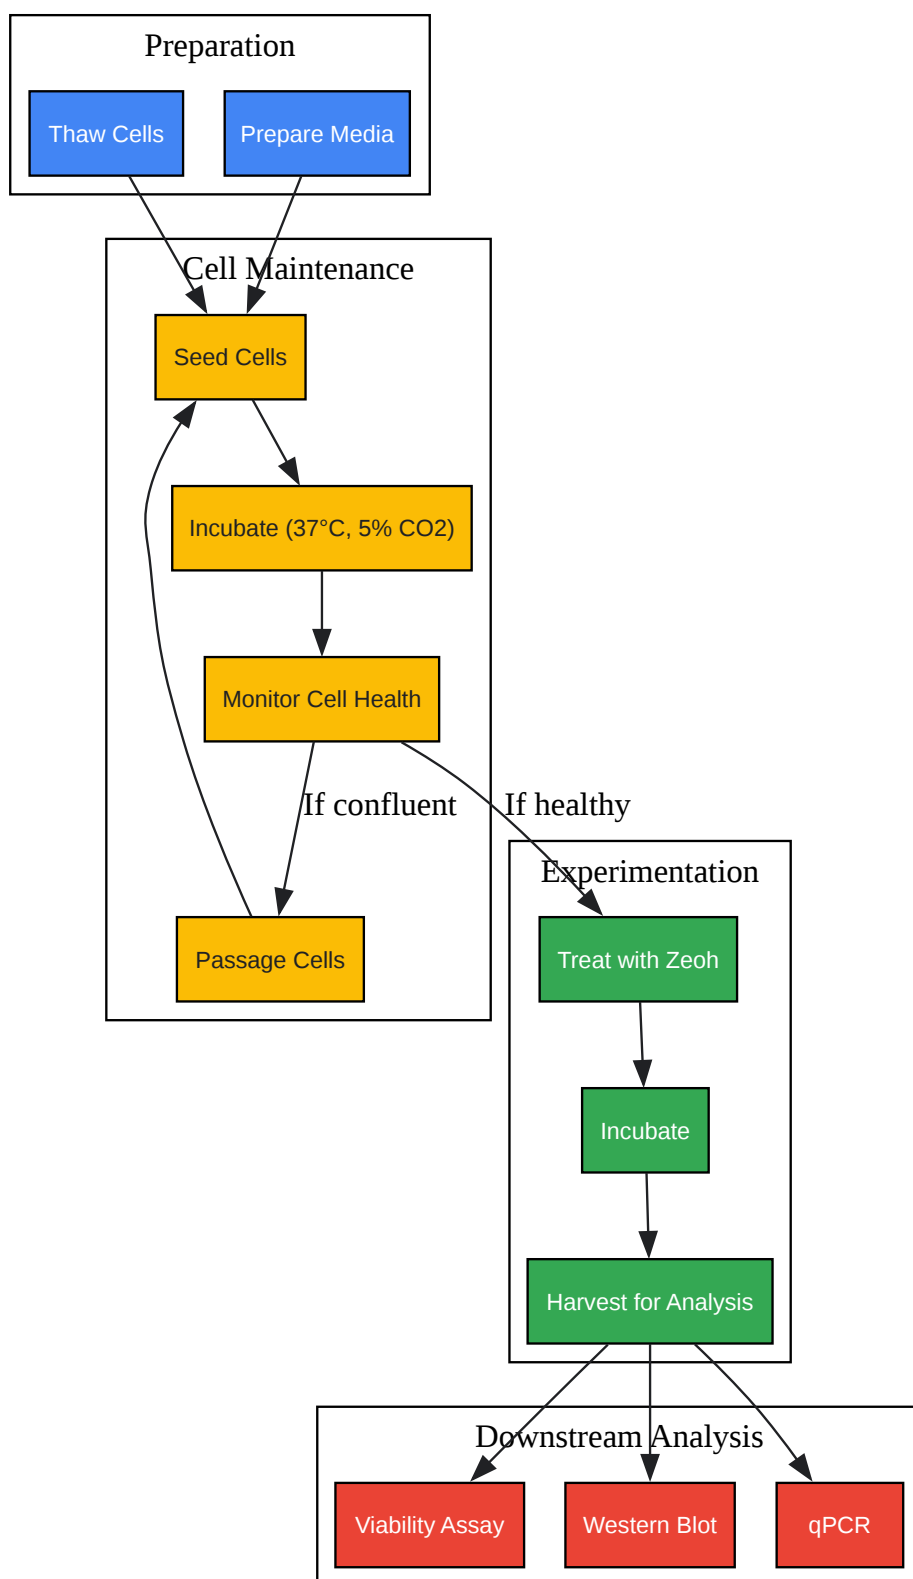 Preparation
Thaw Cells
Prepare Media
Cell Maintenance
Seed Cells
Incubate (37°C, 5% CO2)
Monitor Cell Health
If confluent
If healthy
Experimentation
Passage Cells
Treat with Zeoh
Incubate
Harvest for Analysis
Downstream Analysis
Viability Assay
Western Blot
qPCR